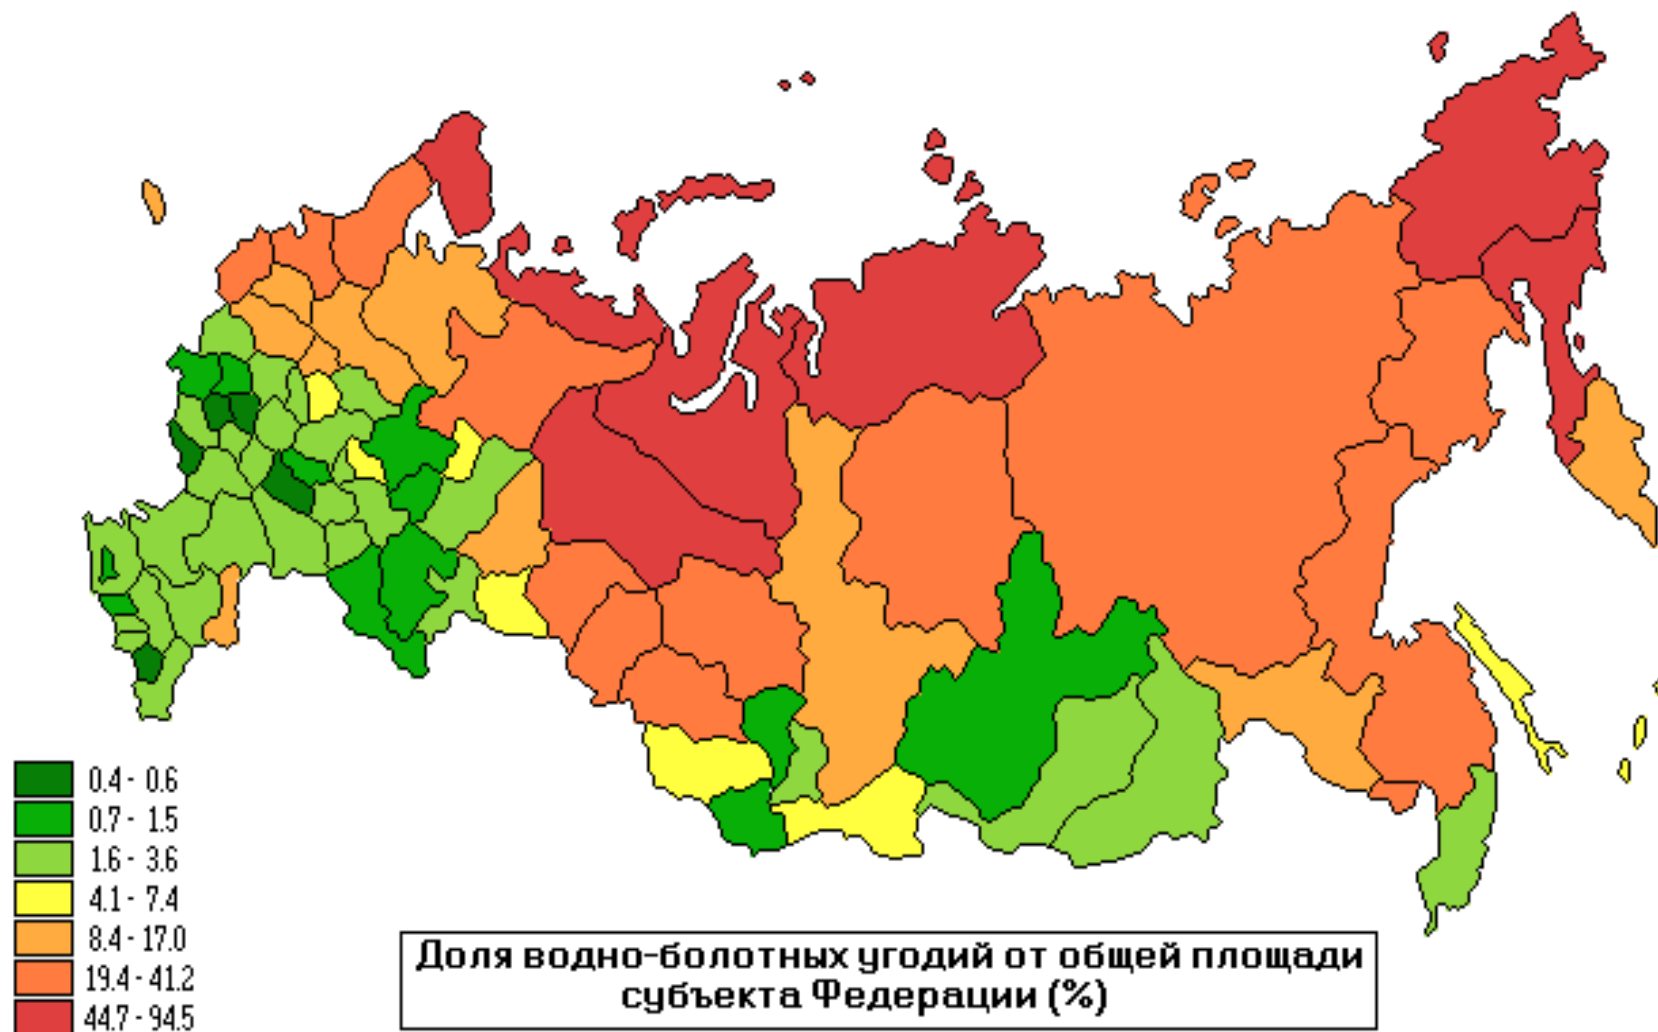 0.4 - 0.6
0.7 - 1.5
1.6 - 3.6
4.1 - 7.4
8.4 - 17.0
19.4 - 41.2
44.7 - 94.5
Доля водно-болотных угодий от общей площади
субъекта Федерации (%)